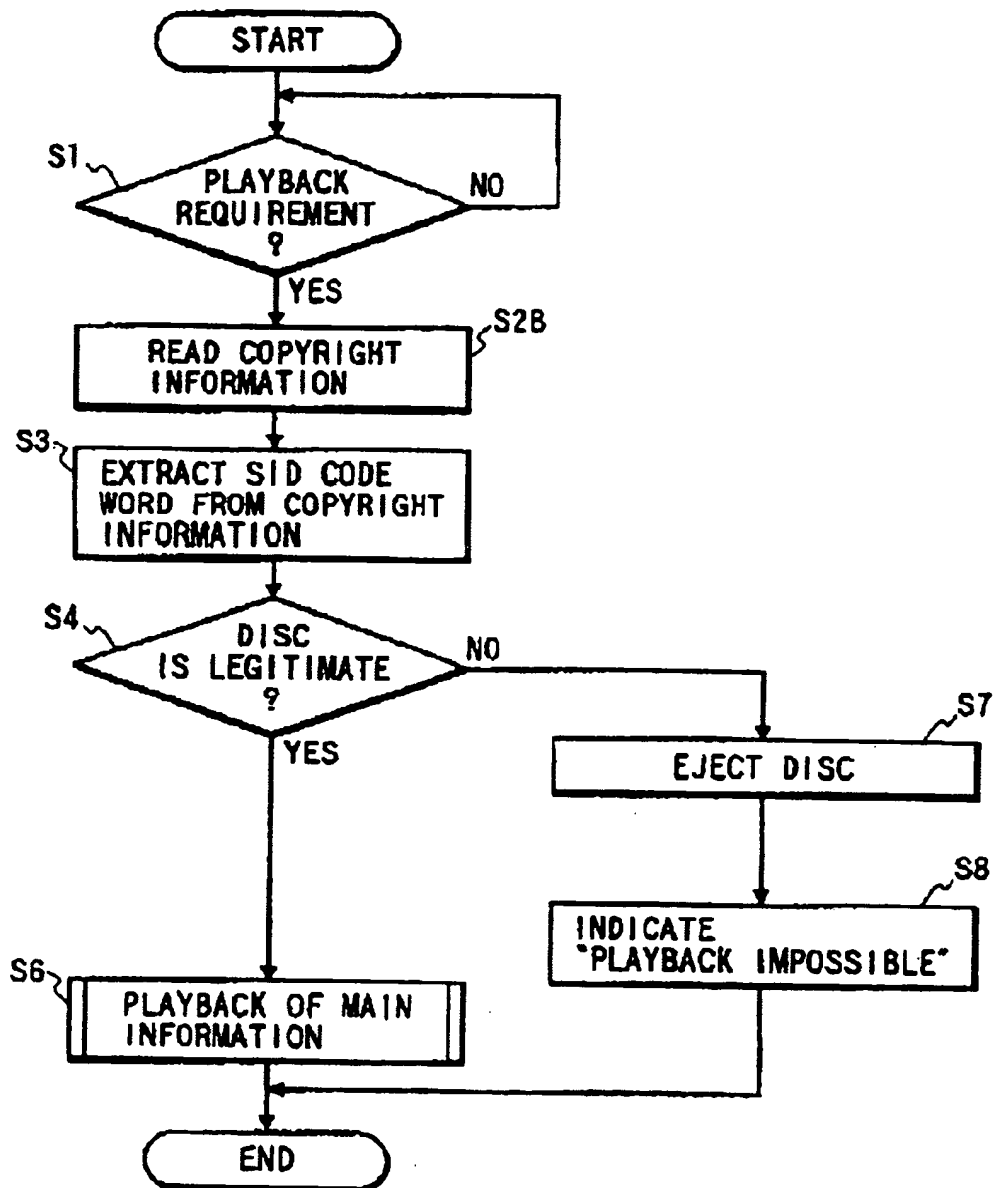 START
S1
PLAYBACK
REQUIREMENT
?
NO
YES
S2B
READ COPYRIGHT
INFORMATION
S3
EXTRACT SID CODE
WORD FROM COPYRIGHT
INFORMATION
S4
DISC
IS LEGITIMATE
?
NO
YES
S7
EJECT DISC
S8
INDICATE
"PLAYBACK IMPOSSIBLE"
S6
PLAYBACK OF MAIN
INFORMATION
END